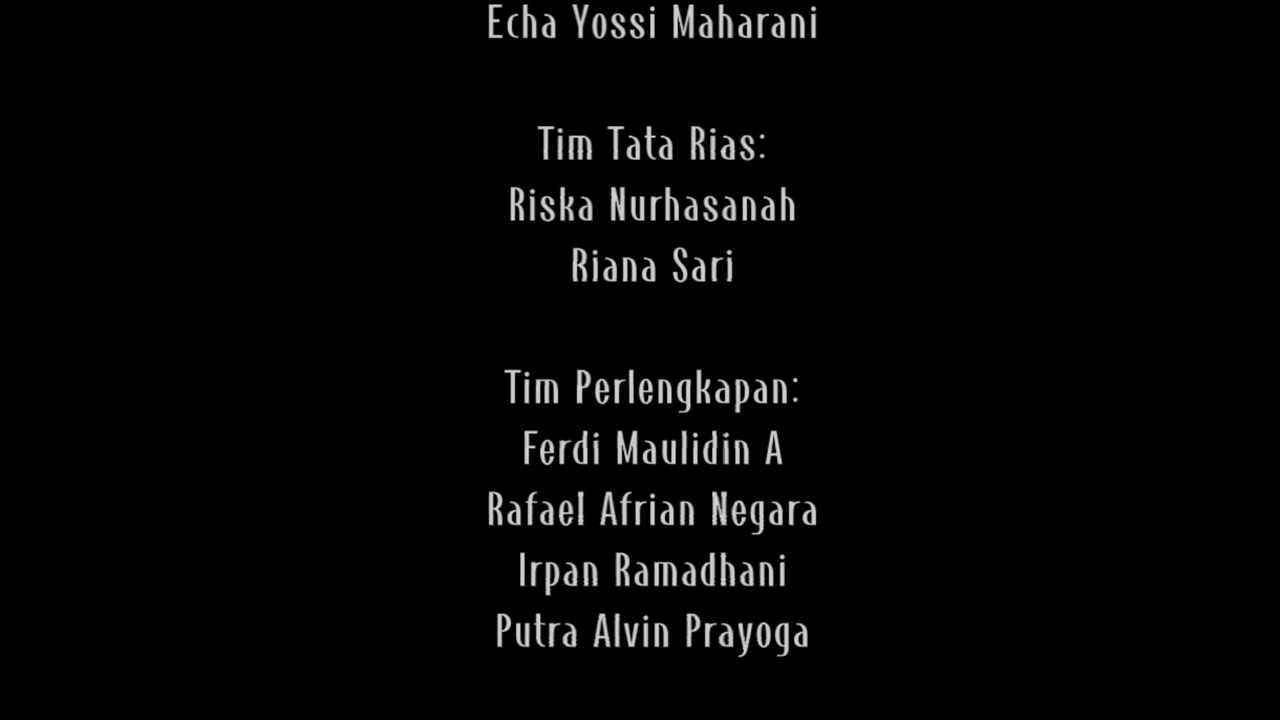 Echa Yossi Maharani
Tim Tata Rias:
Riska Nurhasanah
Riana Sari
Tim Perlengkapan:
Ferdi Maulidin A
Rafael Afrian Negara
Irpan Ramadhani
Putra Alvin Prayoga